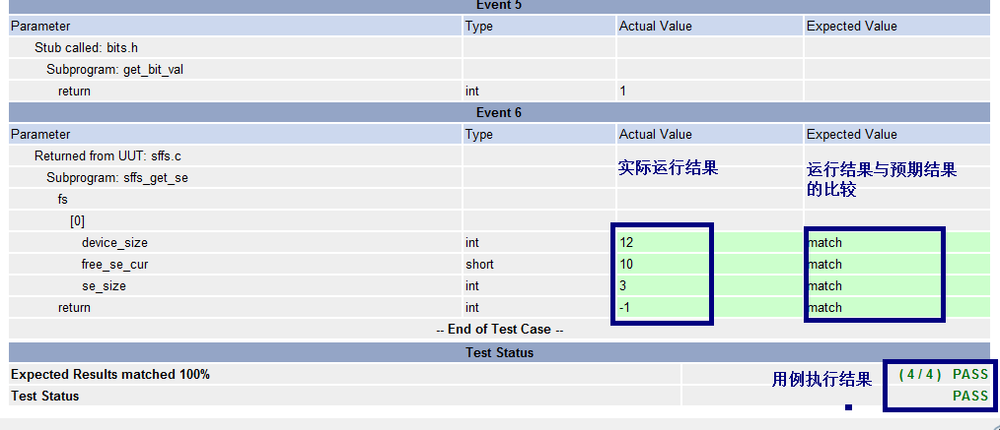 Event 5
Parameter Type Actual Value Expected Value
Stub called: bits.h
Subprogram: get_bit_val
return int 1
Event 6
Parameter Type Actual Value Expected Value
Returned from UUT: sffs.c
实际运行结果
运行结果与预期结果
的比较
Subprogram: sffs_get_se
fs
[0]
device_size int 12 match
free_se_cur short 10 match
se_size int 3 match
return int -1 match
-- End of Test Case --
Test Status
Expected Results matched 100% 用例执行结果 ( 4 / 4 ) PASS
Test Status PASS